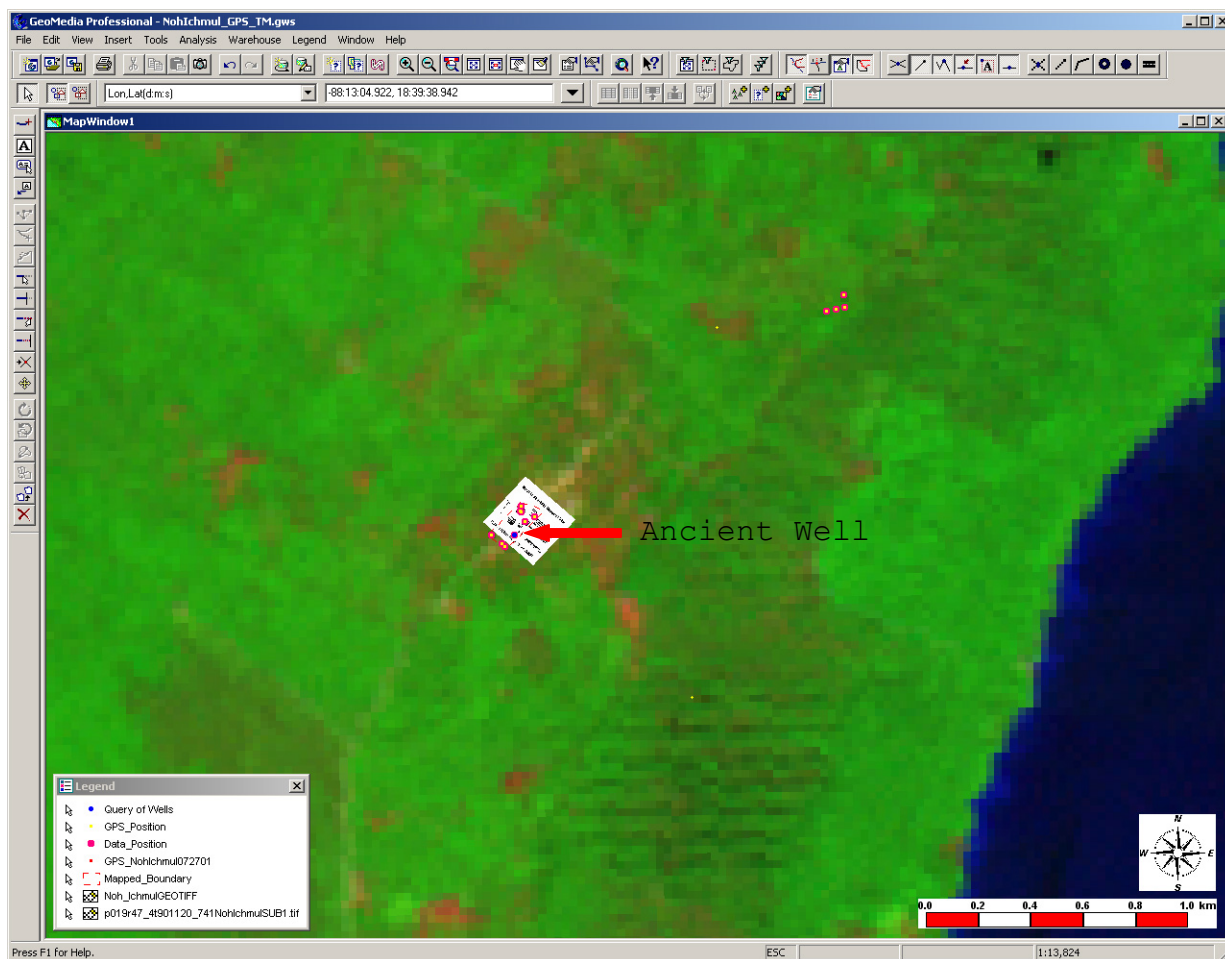 GeoMedia Professional - NohIchmul_GPS_TM.gws
File Edit View Insert Tools Analysis Warehouse Legend Window Help
Lon,Lat(d:m:s) -88:13:04.922, 18:39:38.942
MapWindow1
Ancient Well
Legend
Query of Wells
GPS_Position
Data_Position
GPS_NohIchmul072701
Mapped_Boundary
Noh_IchmulGEOTIFF
p019r47_4t901120_741NohIchmulSUB1.tif
N
W E
S
0.0 0.2 0.4 0.6 0.8 1.0 km
Press F1 for Help. ESC 1:13,824